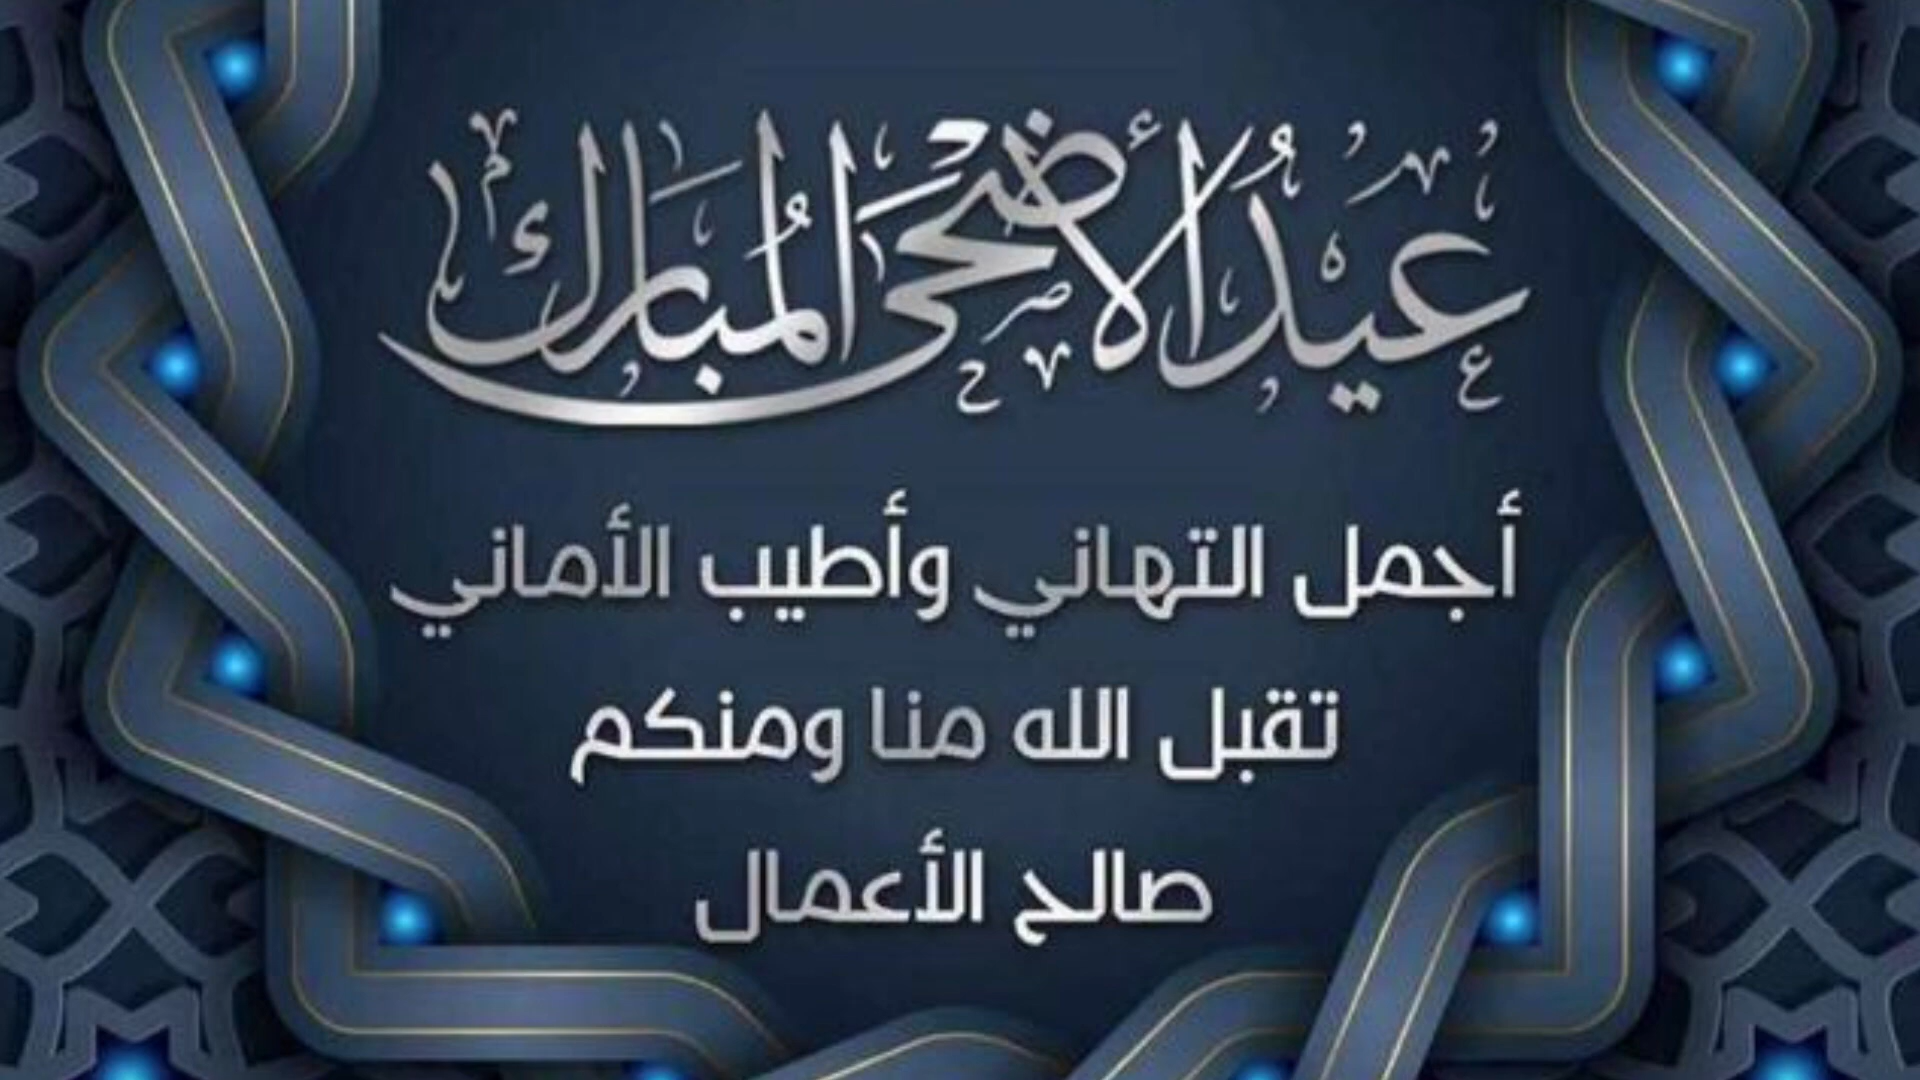 عيد الأضحى المبارك
أجمل التهاني وأطيب الأماني
تقبل الله منا ومنكم
صالح الأعمال